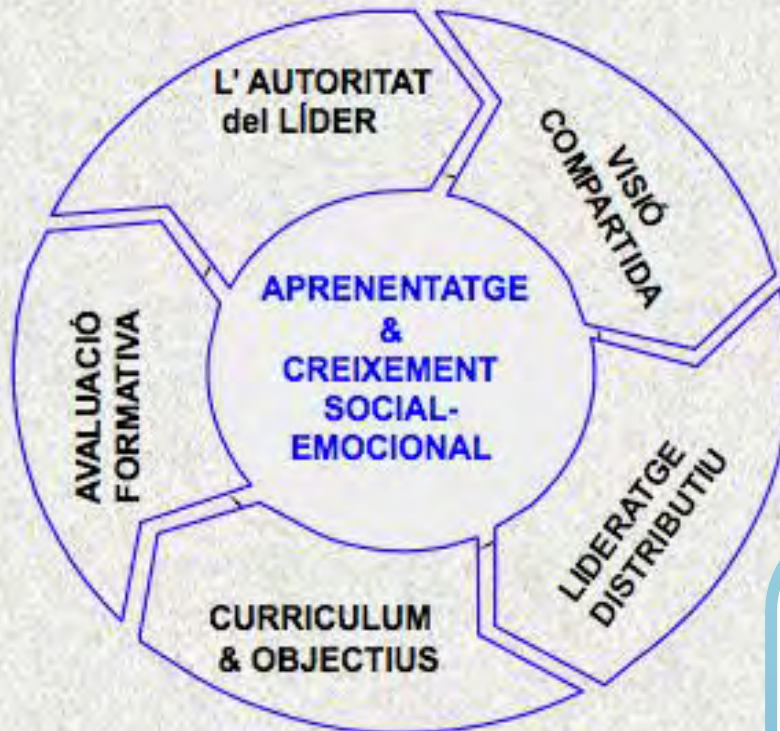 L' AUTORITAT
del LÍDER
VISIÓ
COMPARTIDA
LIDERATGE
DISTRIBUTIU
CURRICULUM
& OBJECTIUS
AVALUACIÓ
FORMATIVA
APRENENTATGE
&
CREIXEMENT
SOCIAL-
EMOCIONAL